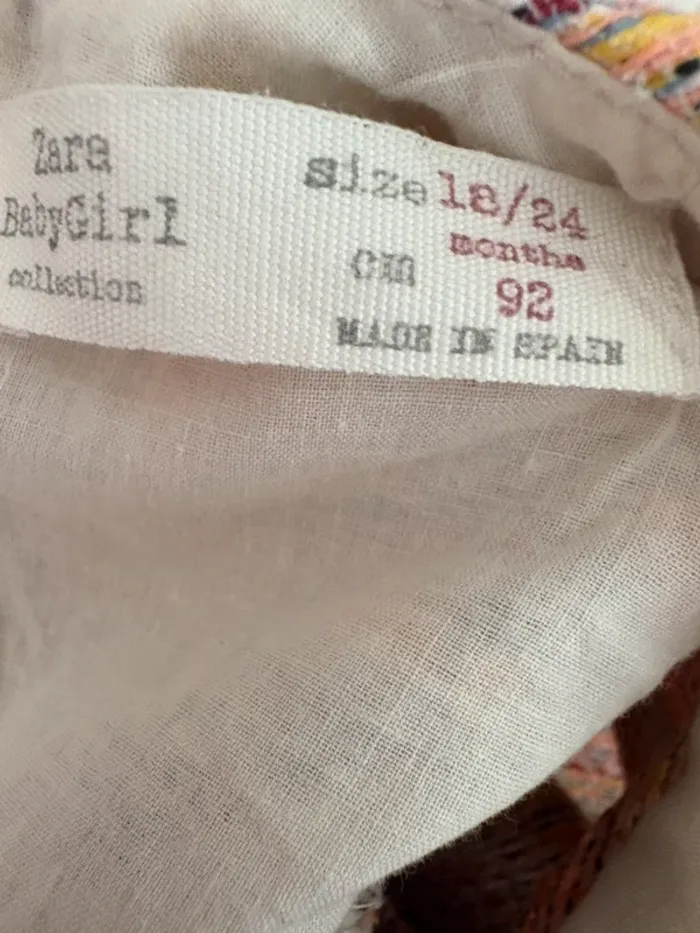 Zara
BabyGirl
collection
size 18/24
months
cm 92
MADE IN SPAIN